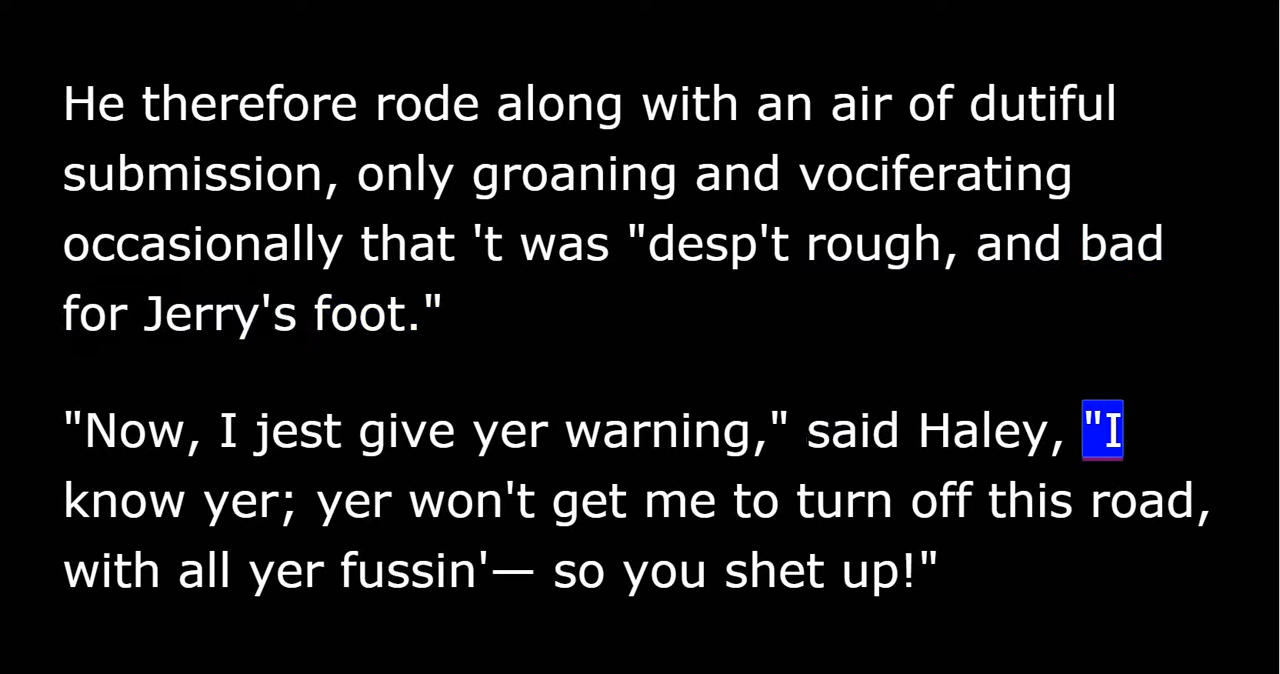 He therefore rode along with an air of dutiful
submission, only groaning and vociferating
occasionally that 't was "desp't rough, and bad
for Jerry's foot."
"Now, I jest give yer warning," said Haley, "I
know yer; yer won't get me to turn off this road,
with all yer fussin'— so you shet up!"